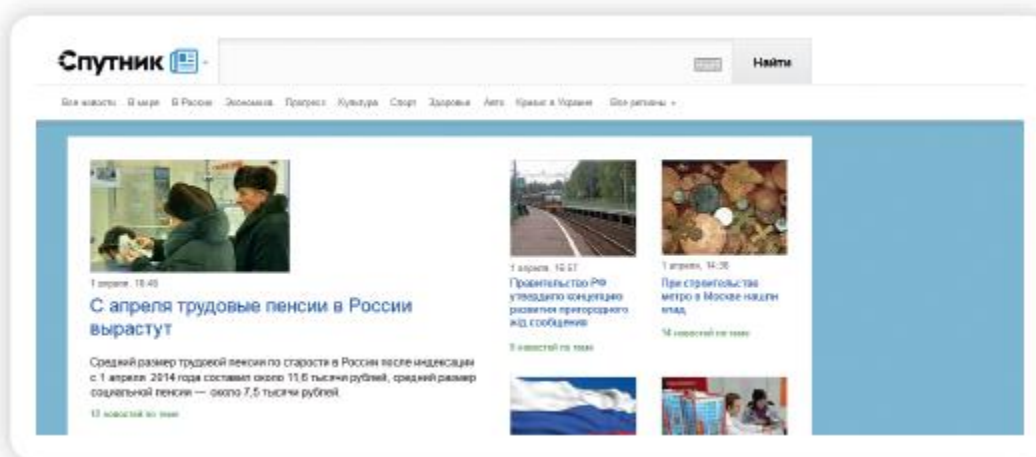 Спутник
Найти
Все новости В мире В России Экономика Прогресс Культура Спорт Здоровье Авто Кризис в Украине Все регионы
1 апреля, 16:45
С апреля трудовые пенсии в России
вырастут
Средний размер трудовой пенсии по старости в России после индексации
с 1 апреля 2014 года составит около 11,6 тысячи рублей, средний размер
социальной пенсии — около 7,5 тысячи рублей.
новостей по теме
1 апреля, 15:57
Правительство РФ
утвердило концепцию
развития пригородного
ж/д сообщения
новостей по теме
1 апреля, 14:36
При строительстве
метро в Москве нашли
клад
14 новостей по теме